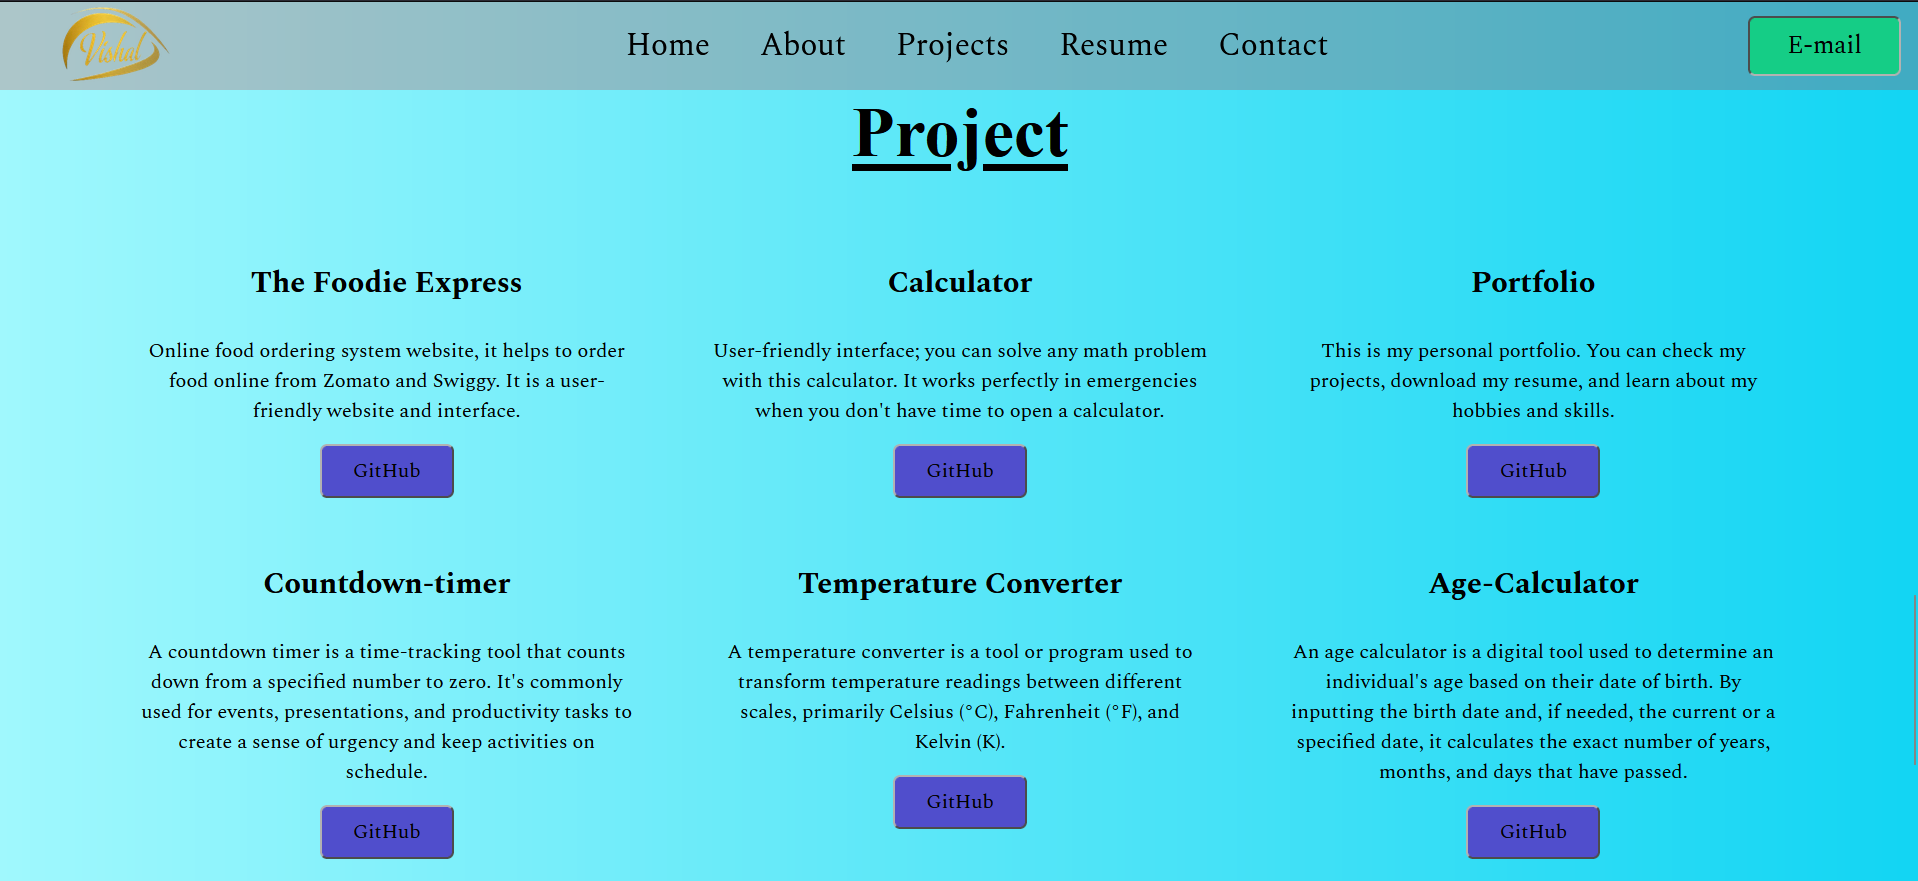 Vishal
Home About Projects Resume Contact
E-mail
Project
The Foodie Express
Online food ordering system website, it helps to order
food online from Zomato and Swiggy. It is a user-
friendly website and interface.
GitHub
Calculator
User-friendly interface; you can solve any math problem
with this calculator. It works perfectly in emergencies
when you don't have time to open a calculator.
GitHub
Portfolio
This is my personal portfolio. You can check my
projects, download my resume, and learn about my
hobbies and skills.
GitHub
Countdown-timer
A countdown timer is a time-tracking tool that counts
down from a specified number to zero. It's commonly
used for events, presentations, and productivity tasks to
create a sense of urgency and keep activities on
schedule.
GitHub
Temperature Converter
A temperature converter is a tool or program used to
transform temperature readings between different
scales, primarily Celsius (°C), Fahrenheit (°F), and
Kelvin (K).
GitHub
Age-Calculator
An age calculator is a digital tool used to determine an
individual's age based on their date of birth. By
inputting the birth date and, if needed, the current or a
specified date, it calculates the exact number of years,
months, and days that have passed.
GitHub